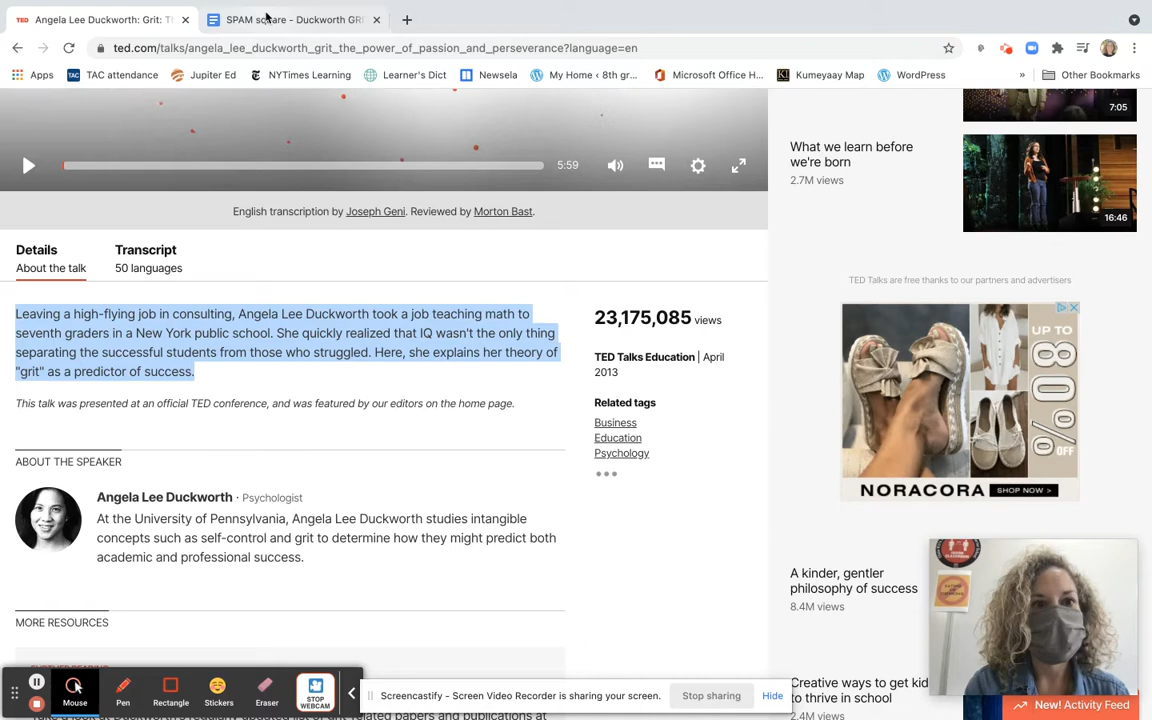 TED Angela Lee Duckworth: Grit: T
SPAM square - Duckworth GR
ted.com/talks/angela_lee_duckworth_grit_the_power_of_passion_and_perseverance?language=en
Apps
TAC TAC attendance
Jupiter Ed
NYTimes Learning
Learner's Dict
Newsela
My Home ‹ 8th gr...
Microsoft Office H...
Kumeyaay Map
WordPress
»
Other Bookmarks
5:59
7:05
What we learn before
we're born
2.7M views
16:46
English transcription by Joseph Geni. Reviewed by Morton Bast.
Details
About the talk
Transcript
50 languages
Leaving a high-flying job in consulting, Angela Lee Duckworth took a job teaching math to
seventh graders in a New York public school. She quickly realized that IQ wasn't the only thing
separating the successful students from those who struggled. Here, she explains her theory of
"grit" as a predictor of success.
This talk was presented at an official TED conference, and was featured by our editors on the home page.
23,175,085 views
TED Talks Education | April
2013
Related tags
Business
Education
Psychology
TED Talks are free thanks to our partners and advertisers
UP TO
80%
OFF
NORACORA SHOP NOW >
ABOUT THE SPEAKER
Angela Lee Duckworth · Psychologist
At the University of Pennsylvania, Angela Lee Duckworth studies intangible
concepts such as self-control and grit to determine how they might predict both
academic and professional success.
A kinder, gentler
philosophy of success
8.4M views
MORE RESOURCES
Creative ways to get kid
to thrive in school
2.4M views
Mouse
Pen
Rectangle
Stickers
Eraser
STOP
WEBCAM
Screencastify - Screen Video Recorder is sharing your screen.
Stop sharing
Hide
New! Activity Feed